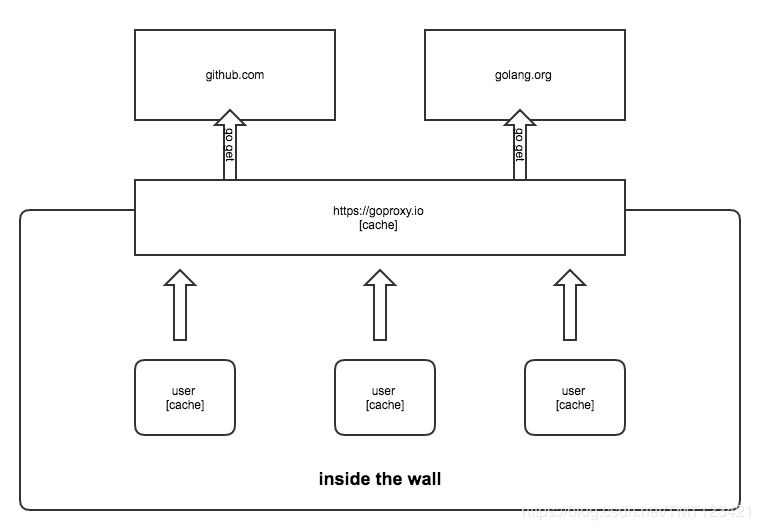 github.com
golang.org
go get
go get
https://goproxy.io
[cache]
user
[cache]
user
[cache]
user
[cache]
inside the wall
https://blog.csdn.net/TMT123421